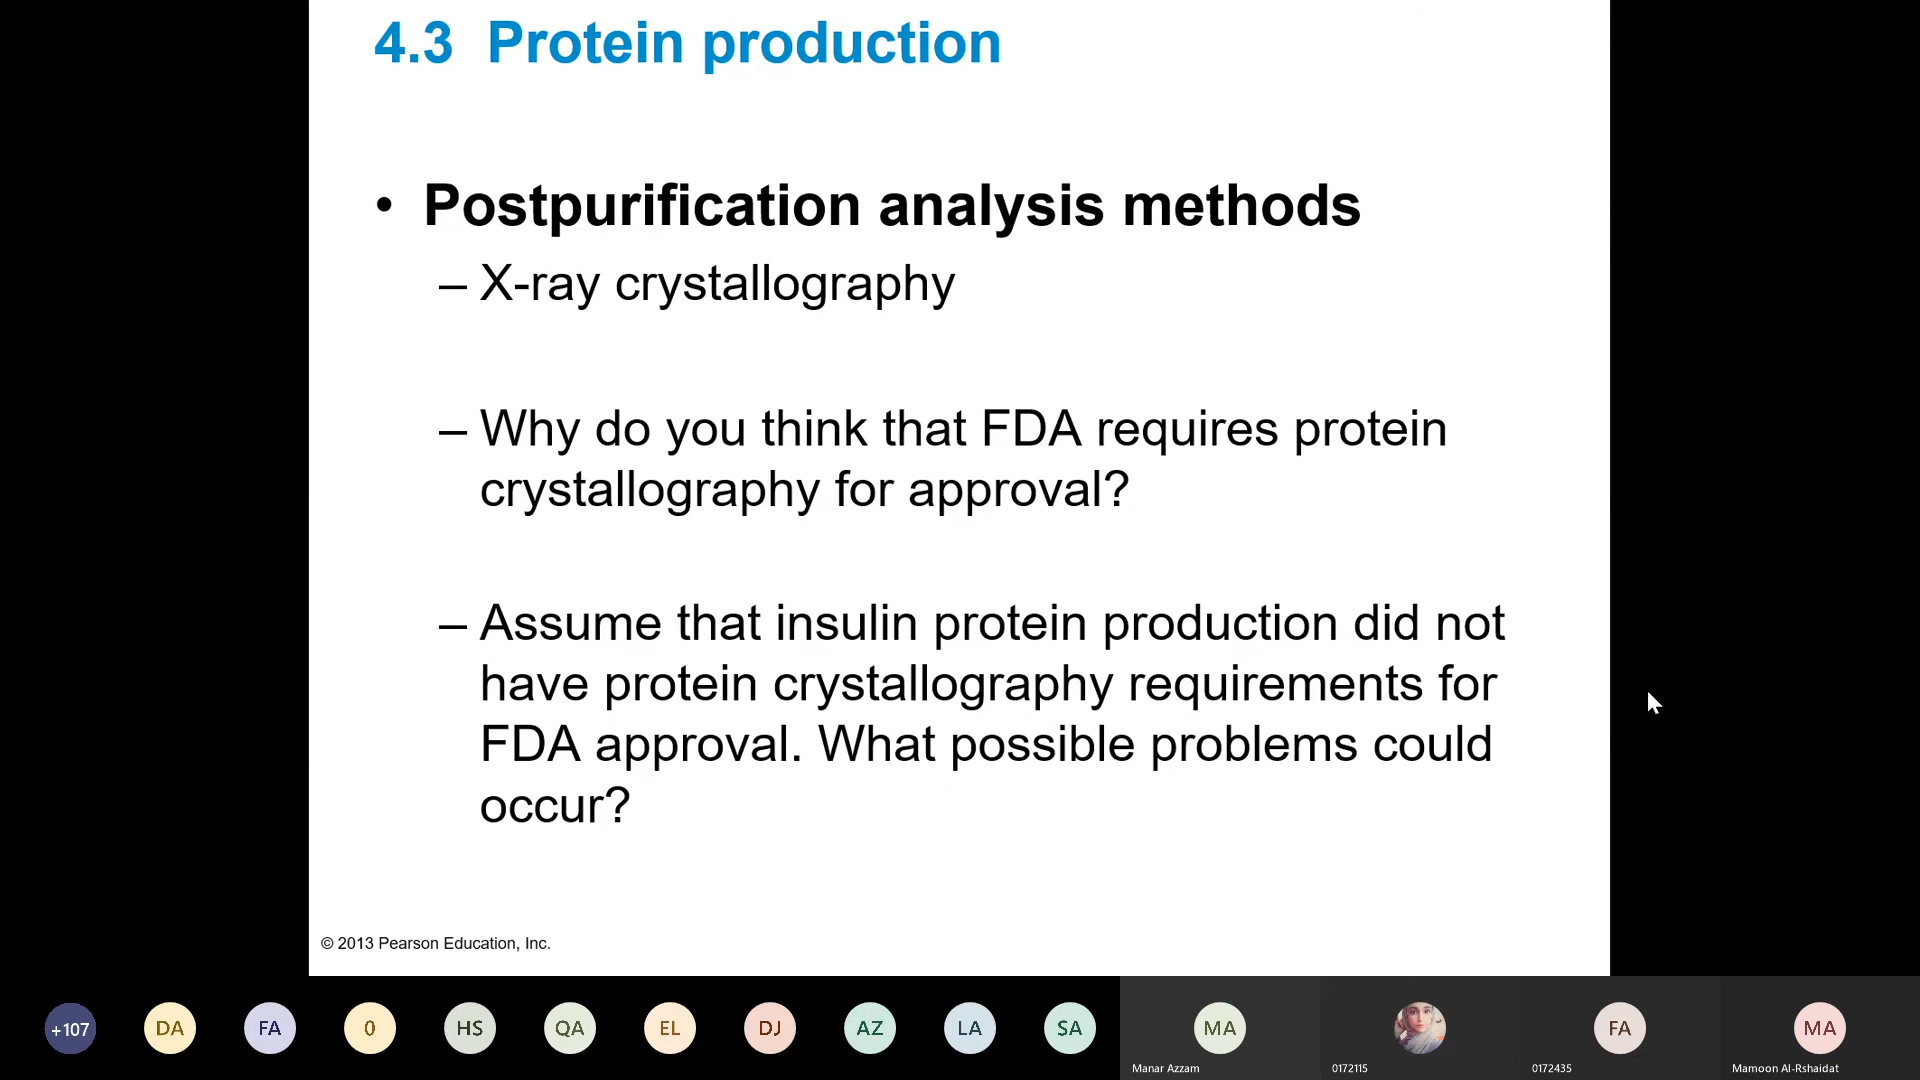 4.3 Protein production
• Postpurification analysis methods
– X-ray crystallography
– Why do you think that FDA requires protein
crystallography for approval?
– Assume that insulin protein production did not
have protein crystallography requirements for
FDA approval. What possible problems could
occur?
© 2013 Pearson Education, Inc.
+107 DA FA 0 HS QA EL DJ AZ LA SA MA FA MA
Manar Azzam 0172115 0172435 Mamoon Al-Rshaidat